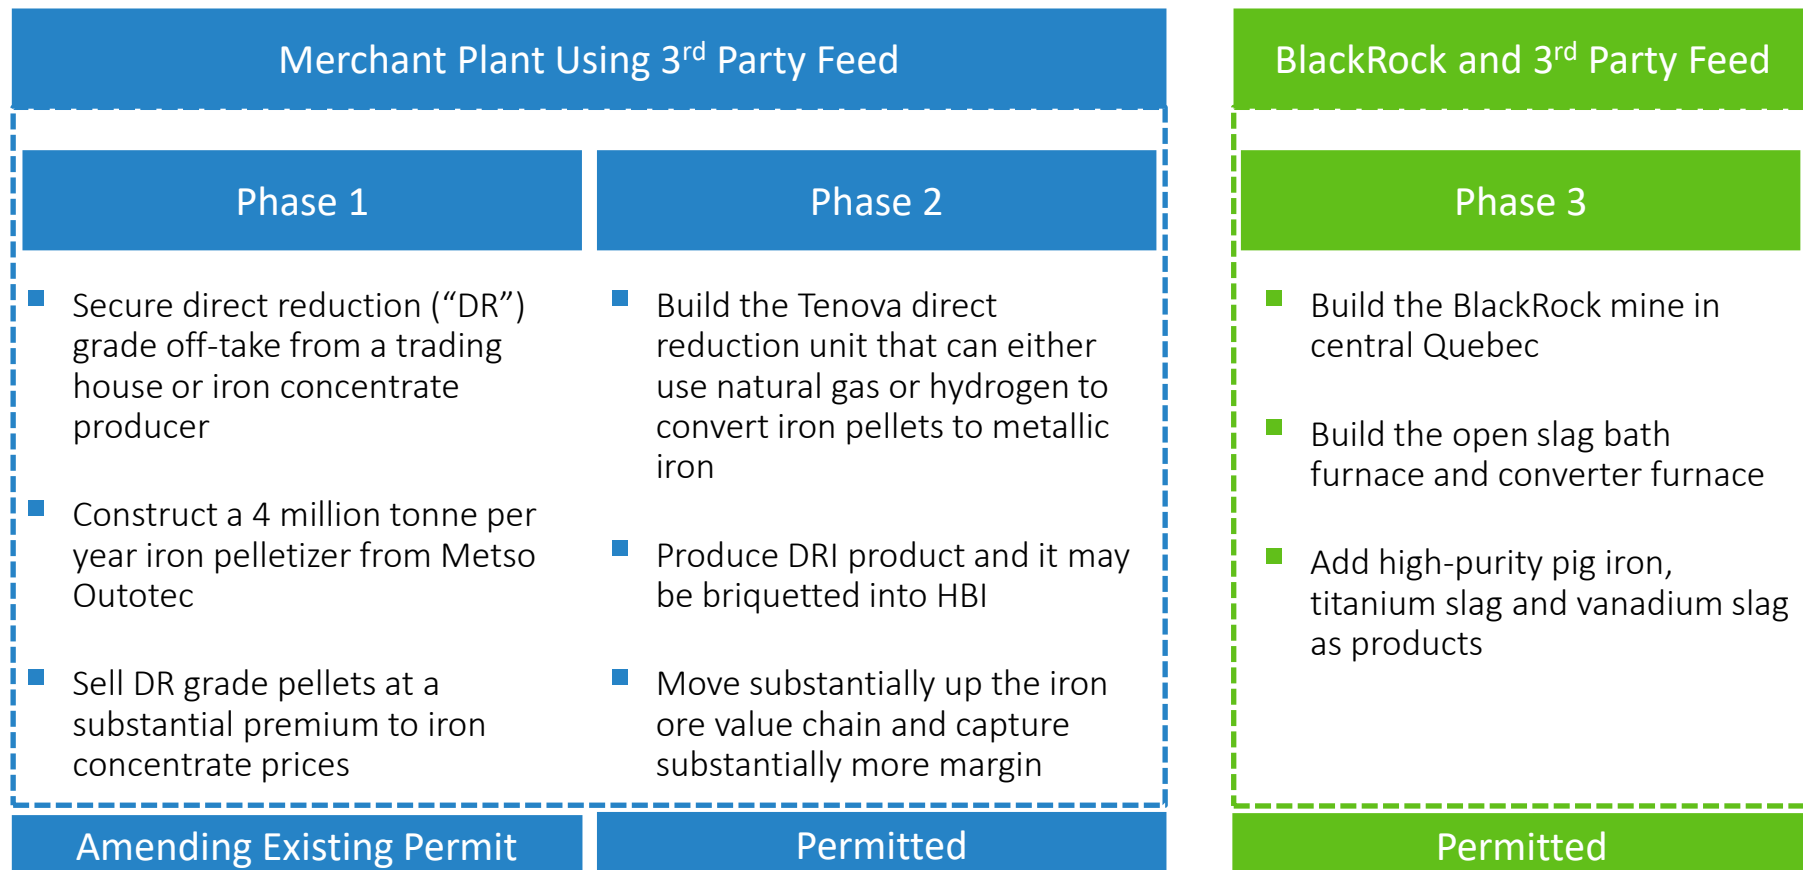 Merchant Plant Using 3rd Party Feed
Phase 1
Secure direct reduction (“DR”)
grade off-take from a trading
house or iron concentrate
producer
Construct a 4 million tonne per
year iron pelletizer from Metso
Outotec
Sell DR grade pellets at a
substantial premium to iron
concentrate prices
Amending Existing Permit
Phase 2
Build the Tenova direct
reduction unit that can either
use natural gas or hydrogen to
convert iron pellets to metallic
iron
Produce DRI product and it may
be briquetted into HBI
Move substantially up the iron
ore value chain and capture
substantially more margin
Permitted
BlackRock and 3rd Party Feed
Phase 3
Build the BlackRock mine in
central Quebec
Build the open slag bath
furnace and converter furnace
Add high-purity pig iron,
titanium slag and vanadium slag
as products
Permitted